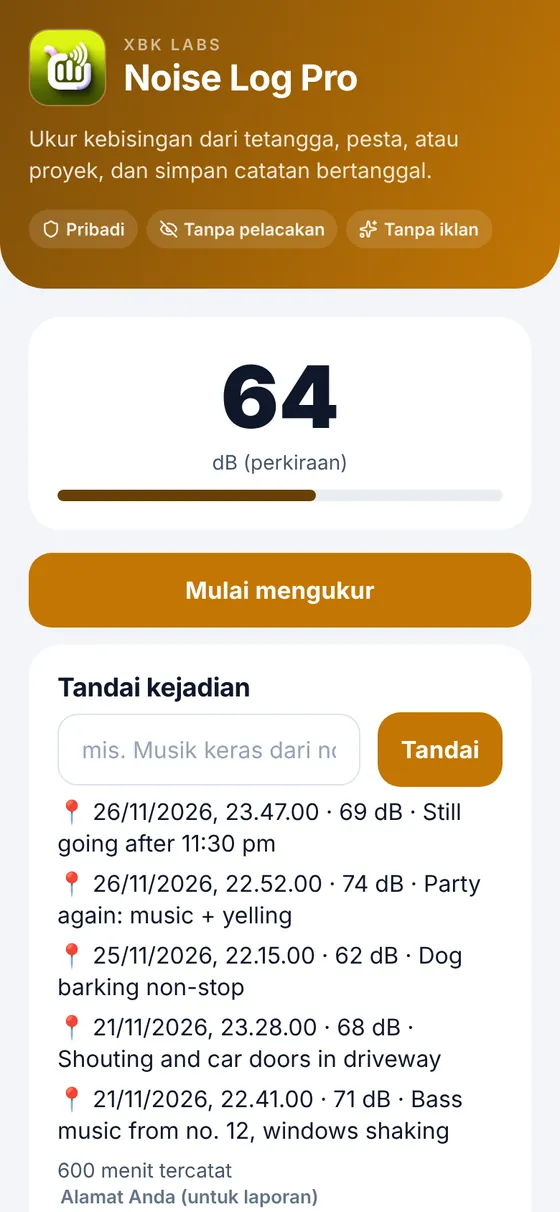 XBK LABS
Noise Log Pro
Ukur kebisingan dari tetangga, pesta, atau
proyek, dan simpan catatan bertanggal.
Pribadi
Tanpa pelacakan
Tanpa iklan
64
dB (perkiraan)
Mulai mengukur
Tandai kejadian
mis. Musik keras dari
Tandai
📍 26/11/2026, 23.47.00 · 69 dB · Still
going after 11:30 pm
📍 26/11/2026, 22.52.00 · 74 dB · Party
again: music + yelling
📍 25/11/2026, 22.15.00 · 62 dB · Dog
barking non-stop
📍 21/11/2026, 23.28.00 · 68 dB ·
Shouting and car doors in driveway
📍 21/11/2026, 22.41.00 · 71 dB · Bass
music from no. 12, windows shaking
600 menit tercatat
Alamat Anda (untuk laporan)